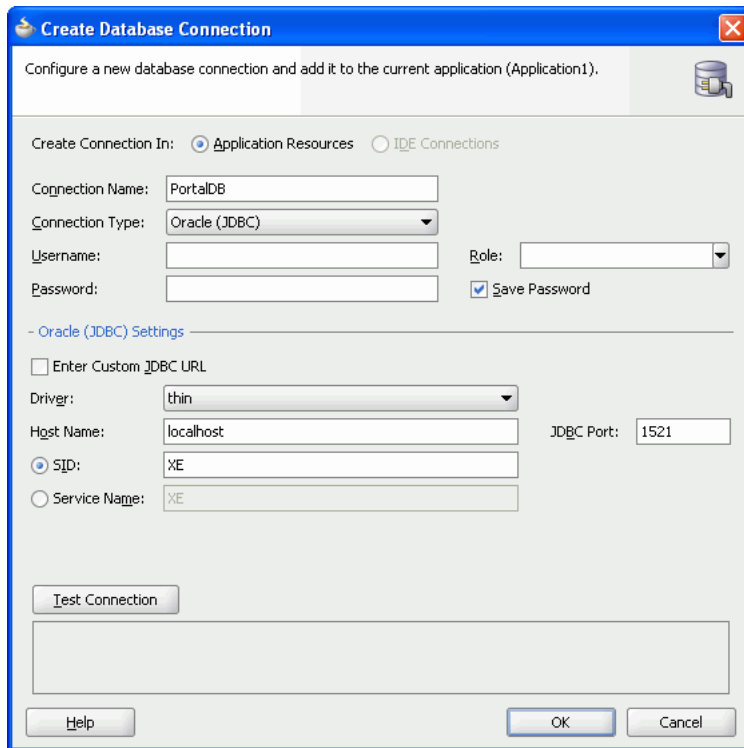 Create Database Connection
Configure a new database connection and add it to the current application (Application1).
Create Connection In: Application Resources IDE Connections
Connection Name: PortalDB
Connection Type: Oracle (JDBC)
Username: Role:
Password: Save Password
- Oracle (JDBC) Settings
Enter Custom JDBC URL
Driver: thin
Host Name: localhost JDBC Port: 1521
SID: XE
Service Name: XE
Test Connection
Help OK Cancel